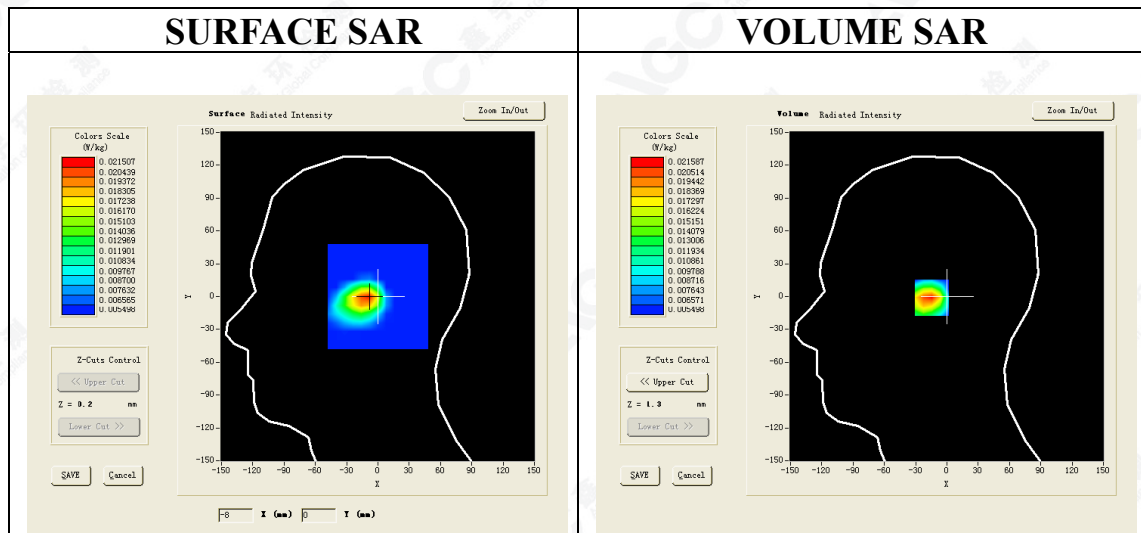 SURFACE SAR
VOLUME SAR
Surface Radiated Intensity
Zoom In/Out
Colors Scale
(W/kg)
0.021507
0.020439
0.019372
0.018305
0.017238
0.016170
0.015103
0.014036
0.012969
0.011901
0.010834
0.009767
0.008700
0.007632
0.006565
0.005498
150
120
90
60
30
0
-30
-60
-90
-120
-150
Y
-150 -120 -90 -60 -30 0 30 60 90 120 150
X
Z-Cuts Control
<< Upper Cut
Z = 0.2 mm
Lower Cut >>
SAVE Cancel
-8 X (mm) 0 Y (mm)
Volume Radiated Intensity
Zoom In/Out
Colors Scale
(W/kg)
0.021587
0.020514
0.019442
0.018369
0.017297
0.016224
0.015151
0.014079
0.013006
0.011934
0.010861
0.009788
0.008716
0.007643
0.006571
0.005498
150
120
90
60
30
0
-30
-60
-90
-120
-150
Y
-150 -120 -90 -60 -30 0 30 60 90 120 150
X
Z-Cuts Control
<< Upper Cut
Z = 1.3 mm
Lower Cut >>
SAVE Cancel